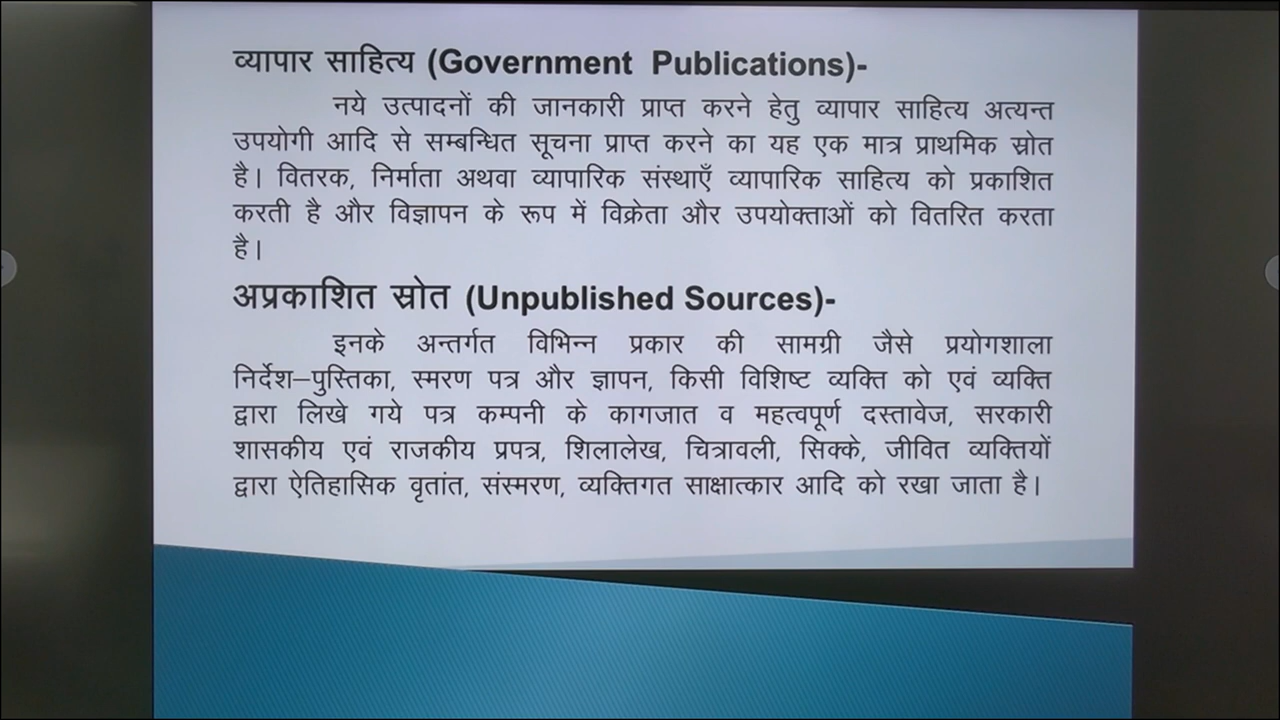 व्यापार साहित्य (Government Publications)-
नये उत्पादनों की जानकारी प्राप्त करने हेतु व्यापार साहित्य अत्यन्त
उपयोगी आदि से सम्बन्धित सूचना प्राप्त करने का यह एक मात्र प्राथमिक स्रोत
है। वितरक, निर्माता अथवा व्यापारिक संस्थाएँ व्यापारिक साहित्य को प्रकाशित
करती है और विज्ञापन के रूप में विक्रेता और उपयोक्ताओं को वितरित करता
है।
अप्रकाशित स्रोत (Unpublished Sources)-
इनके अन्तर्गत विभिन्न प्रकार की सामग्री जैसे प्रयोगशाला
निर्देश–पुस्तिका, स्मरण पत्र और ज्ञापन, किसी विशिष्ट व्यक्ति को एवं व्यक्ति
द्वारा लिखे गये पत्र कम्पनी के कागजात व महत्वपूर्ण दस्तावेज, सरकारी
शासकीय एवं राजकीय प्रपत्र, शिलालेख, चित्रावली, सिक्के, जीवित व्यक्तियों
द्वारा ऐतिहासिक वृतांत, संस्मरण, व्यक्तिगत साक्षात्कार आदि को रखा जाता है।